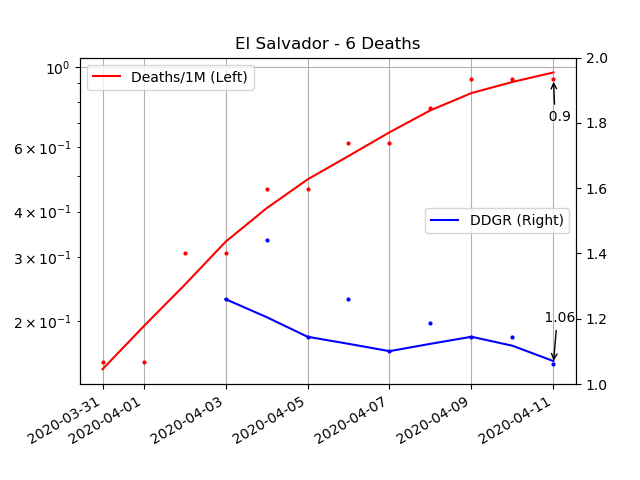 El Salvador - 6 Deaths
Deaths/1M (Left)
DDGR (Right)
10⁰
6 × 10⁻¹
4 × 10⁻¹
3 × 10⁻¹
2 × 10⁻¹
2.0
1.8
1.6
1.4
1.2
1.0
0.9
1.06
2020-03-31
2020-04-01
2020-04-03
2020-04-05
2020-04-07
2020-04-09
2020-04-11